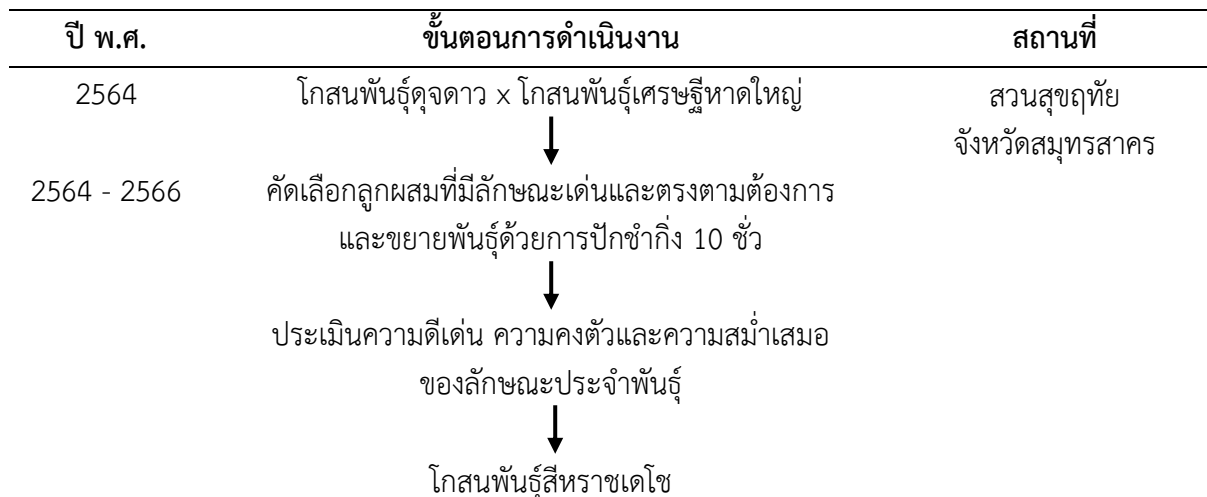 ปี พ.ศ. ขั้นตอนการดำเนินงาน สถานที่
2564 โกสนพันธุ์ดุจดาว x โกสนพันธุ์เศรษฐีหาดใหญ่ สวนสุขฤทัย
จังหวัดสมุทรสาคร
2564 - 2566 คัดเลือกลูกผสมที่มีลักษณะเด่นและตรงตามต้องการ
และขยายพันธุ์ด้วยการปักชำกิ่ง 10 ชั่ว
ประเมินความดีเด่น ความคงตัวและความสม่ำเสมอ
ของลักษณะประจำพันธุ์
โกสนพันธุ์สีหราชเดโช